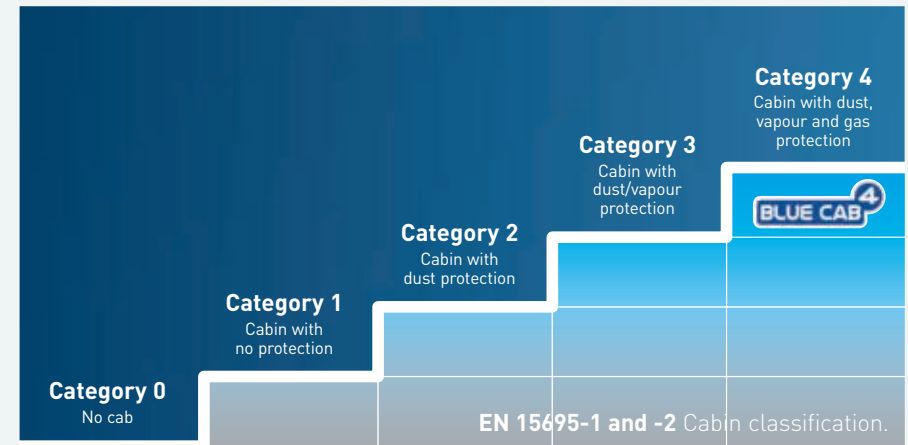 Category 4
Cabin with dust,
vapour and gas
protection
Category 3
Cabin with
dust/vapour
protection
BLUE CAB 4
Category 2
Cabin with
dust protection
Category 1
Cabin with
no protection
Category 0
No cab
EN 15695-1 and -2 Cabin classification.